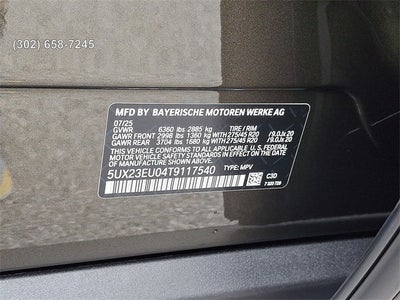 (302) 658-7245
MFD BY BAYERISCHE MOTOREN WERKE AG
07/25
GVWR 6360 lbs 2885 kg TIRE / RIM
GAWR FRONT 2998 lbs 1360 kg WITH 275/45 R20 /9.0Jx20
GAWR REAR 3704 lbs 1680 kg WITH 275/45 R20 /9.0Jx20
THIS VEHICLE CONFORMS TO ALL APPLICABLE U.S. FEDERAL
MOTOR VEHICLE SAFETY STANDARDS IN EFFECT ON THE DATE
OF MANUFACTURE SHOWN ABOVE.
5UX23EU04T9117540 TYPE: MPV
C3D